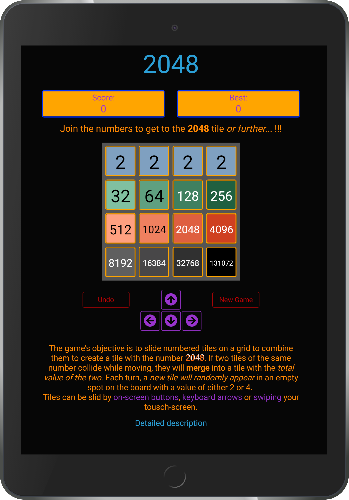 2048
Score: Best:
0 0
Join the numbers to get to the 2048 tile or further... !!!
2 2 2 2
32 64 128 256
512 1024 2048 4096
8192 16384 32768 131072
Undo New Game
The game's objective is to slide numbered tiles on a grid to combine
them to create a tile with the number 2048. If two tiles of the same
number collide while moving, they will merge into a tile with the total
value of the two. Each turn, a new tile will randomly appear in an empty
spot on the board with a value of either 2 or 4.
Tiles can be slid by on-screen buttons, keyboard arrows or swiping your
tousch-screen.
Detailed description